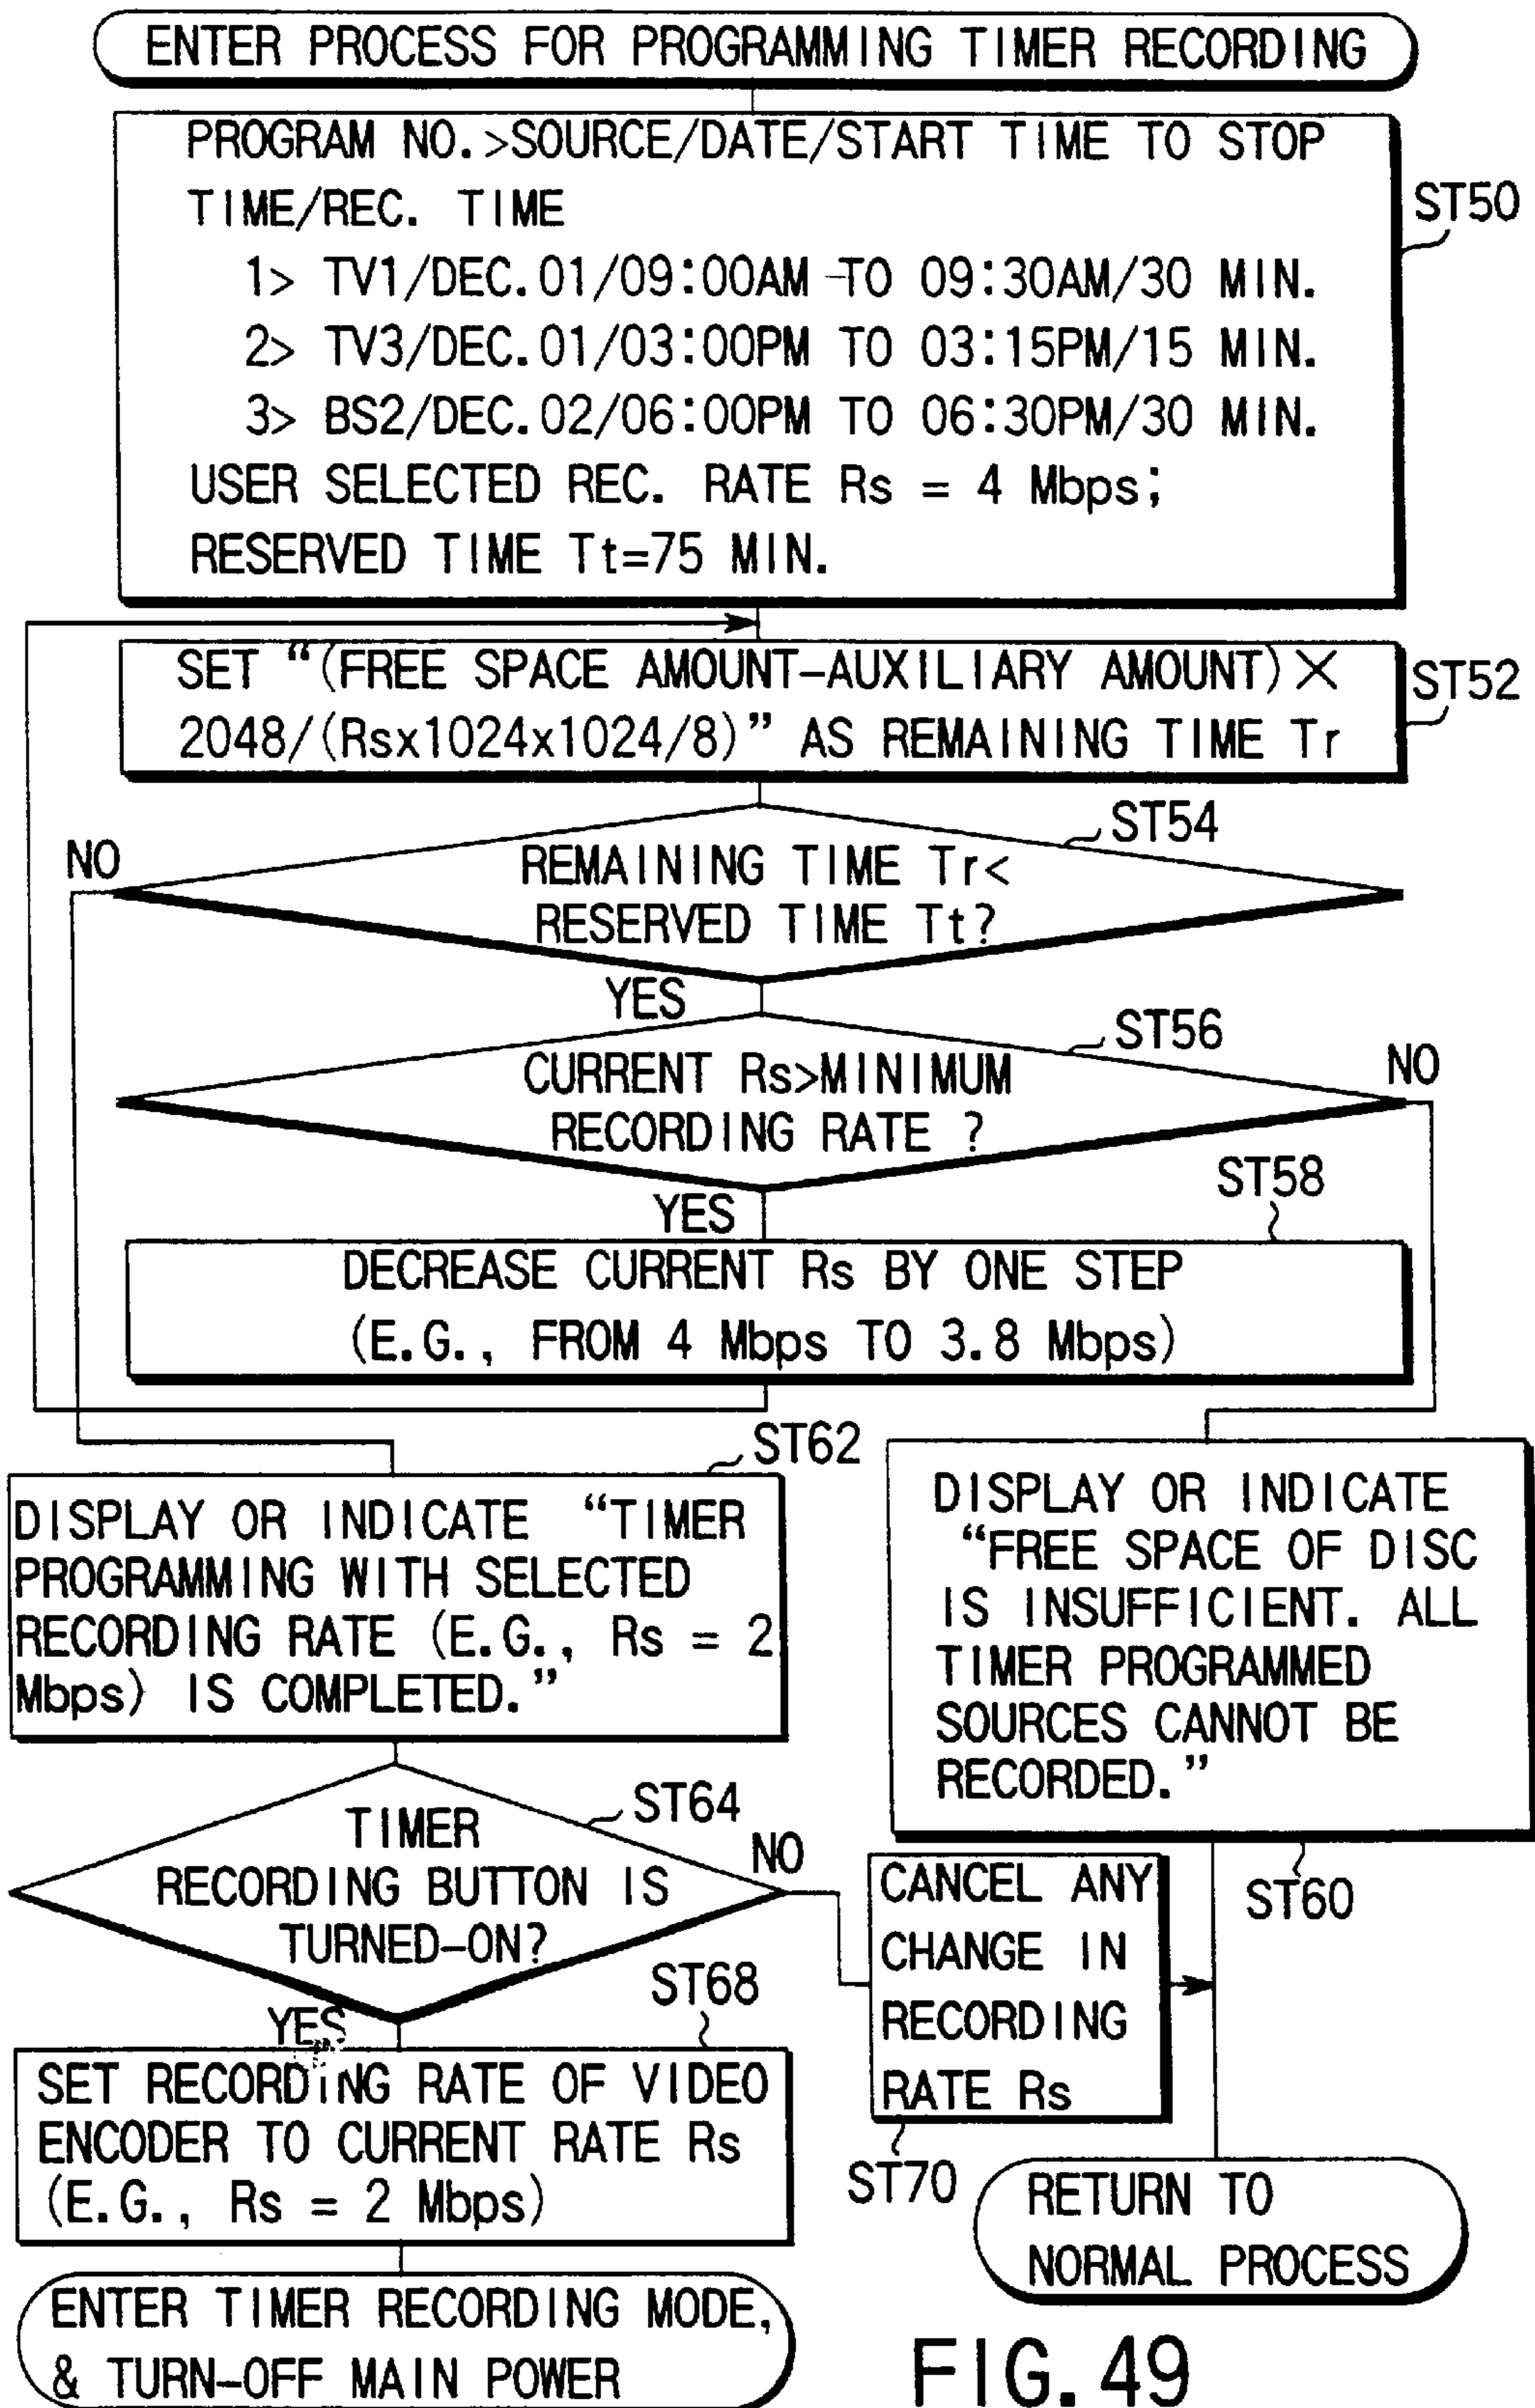 ENTER PROCESS FOR PROGRAMMING TIMER RECORDING
PROGRAM NO.>SOURCE/DATE/START TIME TO STOP
TIME/REC. TIME
1> TV1/DEC.01/09:00AM TO 09:30AM/30 MIN.
2> TV3/DEC.01/03:00PM TO 03:15PM/15 MIN.
3> BS2/DEC.02/06:00PM TO 06:30PM/30 MIN.
USER SELECTED REC. RATE Rs = 4 Mbps;
RESERVED TIME Tt=75 MIN.
ST50
SET “(FREE SPACE AMOUNT-AUXILIARY AMOUNT)×
2048/(Rsx1024x1024/8)” AS REMAINING TIME Tr
ST52
ST54
NO
REMAINING TIME Tr<
RESERVED TIME Tt?
YES
ST56
CURRENT Rs>MINIMUM
RECORDING RATE ?
NO
YES
ST58
DECREASE CURRENT Rs BY ONE STEP
(E.G., FROM 4 Mbps TO 3.8 Mbps)
ST62
DISPLAY OR INDICATE “TIMER
PROGRAMMING WITH SELECTED
RECORDING RATE (E.G., Rs = 2
Mbps) IS COMPLETED.”
DISPLAY OR INDICATE
“FREE SPACE OF DISC
IS INSUFFICIENT. ALL
TIMER PROGRAMMED
SOURCES CANNOT BE
RECORDED.”
ST60
ST64
TIMER
RECORDING BUTTON IS
TURNED-ON?
NO
YES
CANCEL ANY
CHANGE IN
RECORDING
RATE Rs
ST70
ST68
SET RECORDING RATE OF VIDEO
ENCODER TO CURRENT RATE Rs
(E.G., Rs = 2 Mbps)
RETURN TO
NORMAL PROCESS
ENTER TIMER RECORDING MODE,
& TURN-OFF MAIN POWER
FIG. 49